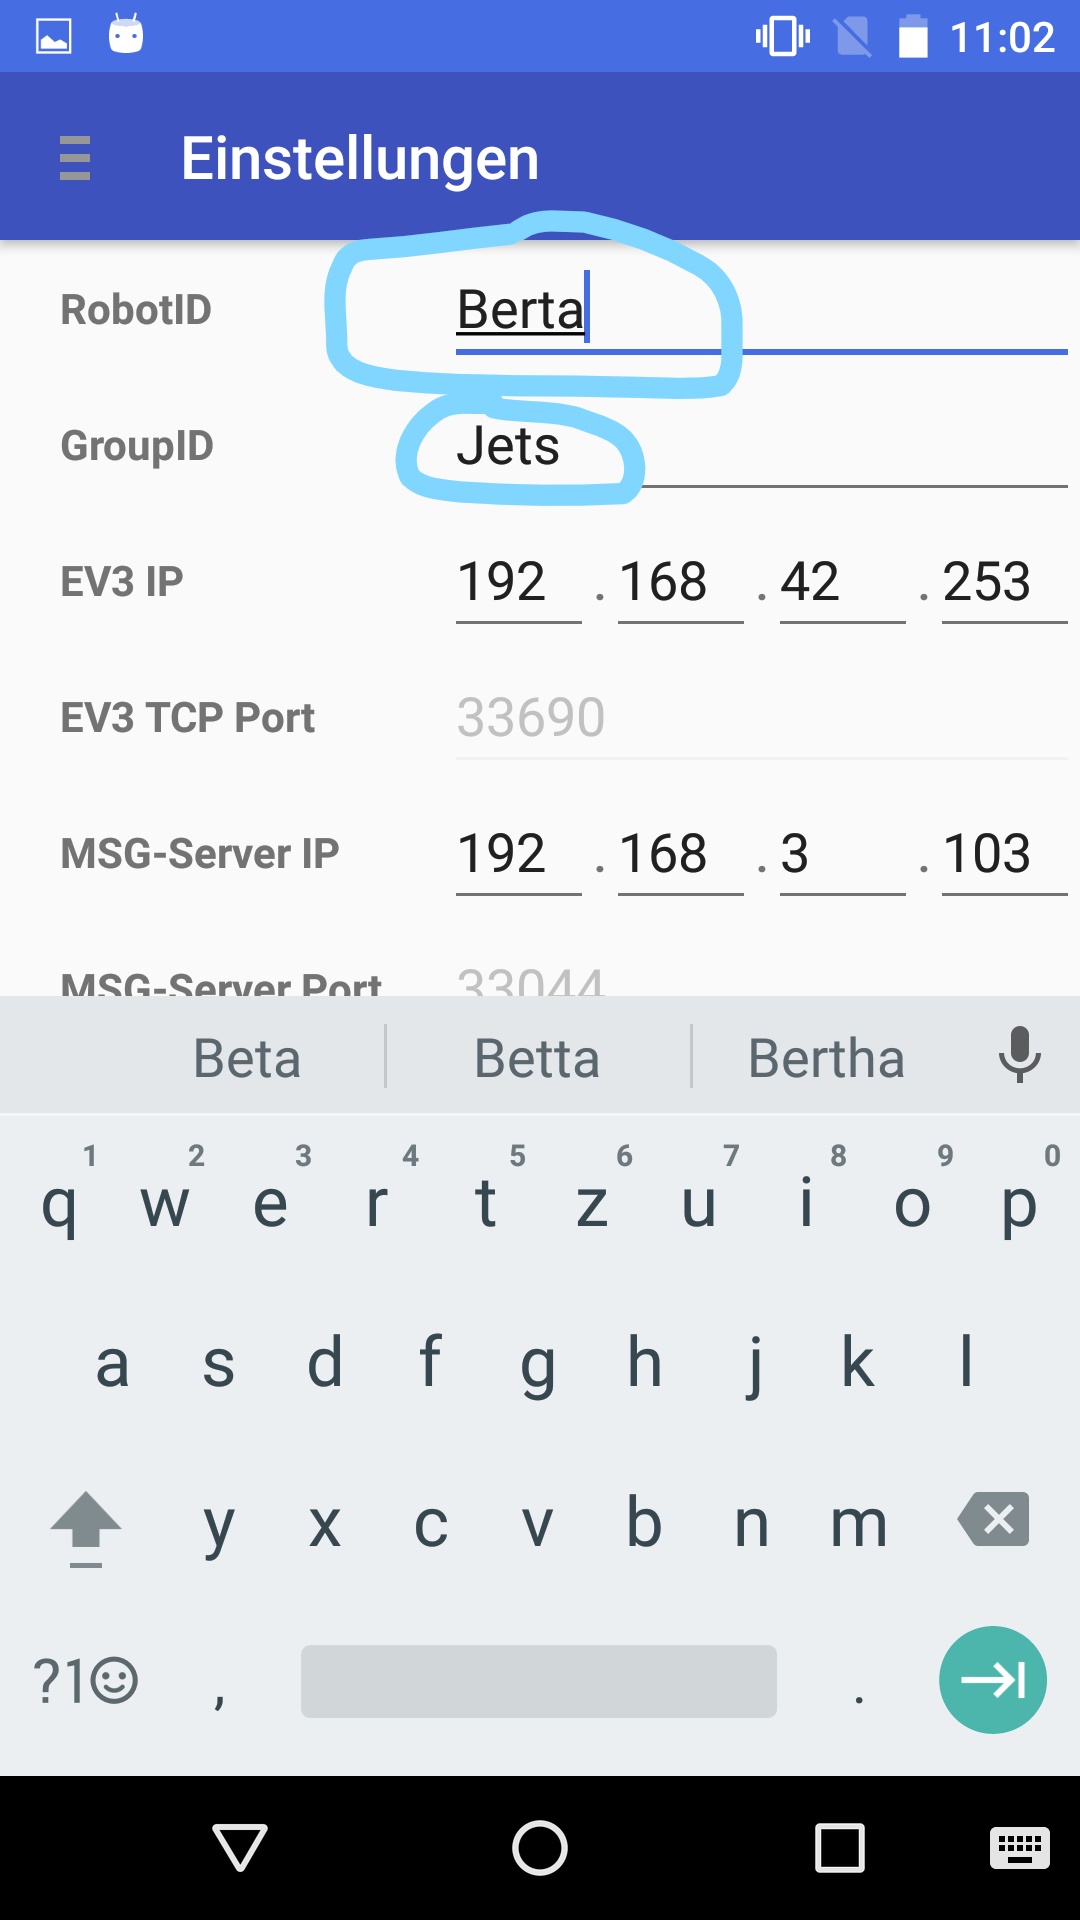 11:02
Einstellungen
RobotID Berta
GroupID Jets
EV3 IP 192 . 168 . 42 . 253
EV3 TCP Port 33690
MSG-Server IP 192 . 168 . 3 . 103
MSG-Server Port 33044
Beta Betta Bertha
1 2 3 4 5 6 7 8 9 0
q w e r t z u i o p
a s d f g h j k l
y x c v b n m
?1☺ , .